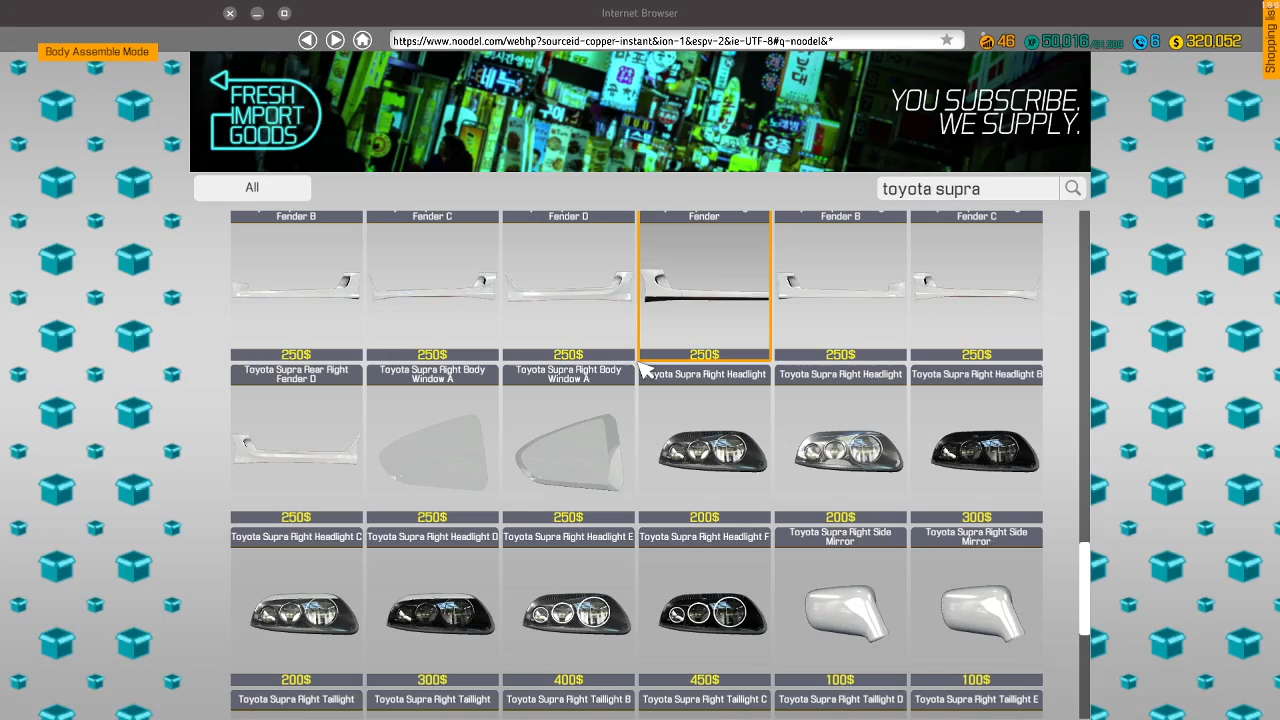 Internet Browser
Body Assemble Mode
https://www.noodel.com/webhp?sourceid=copper-instant&ion=1&espv=2&ie=UTF-8#q=noodel&*
46
XP
50,016
6
$
320,052
Shopping list
FRESH
IMPORT
GOODS
YOU SUBSCRIBE.
WE SUPPLY.
All
toyota supra
Fender B
Fender C
Fender D
Fender
Fender B
Fender C
250$
250$
250$
250$
250$
250$
Toyota Supra Rear Right
Fender D
Toyota Supra Right Body
Window A
Toyota Supra Right Body
Window A
Toyota Supra Right Headlight
Toyota Supra Right Headlight
Toyota Supra Right Headlight B
250$
250$
250$
200$
200$
300$
Toyota Supra Right Headlight C
Toyota Supra Right Headlight D
Toyota Supra Right Headlight E
Toyota Supra Right Headlight F
Toyota Supra Right Side
Mirror
Toyota Supra Right Side
Mirror
200$
300$
400$
450$
100$
100$
Toyota Supra Right Taillight
Toyota Supra Right Taillight
Toyota Supra Right Taillight B
Toyota Supra Right Taillight C
Toyota Supra Right Taillight D
Toyota Supra Right Taillight E